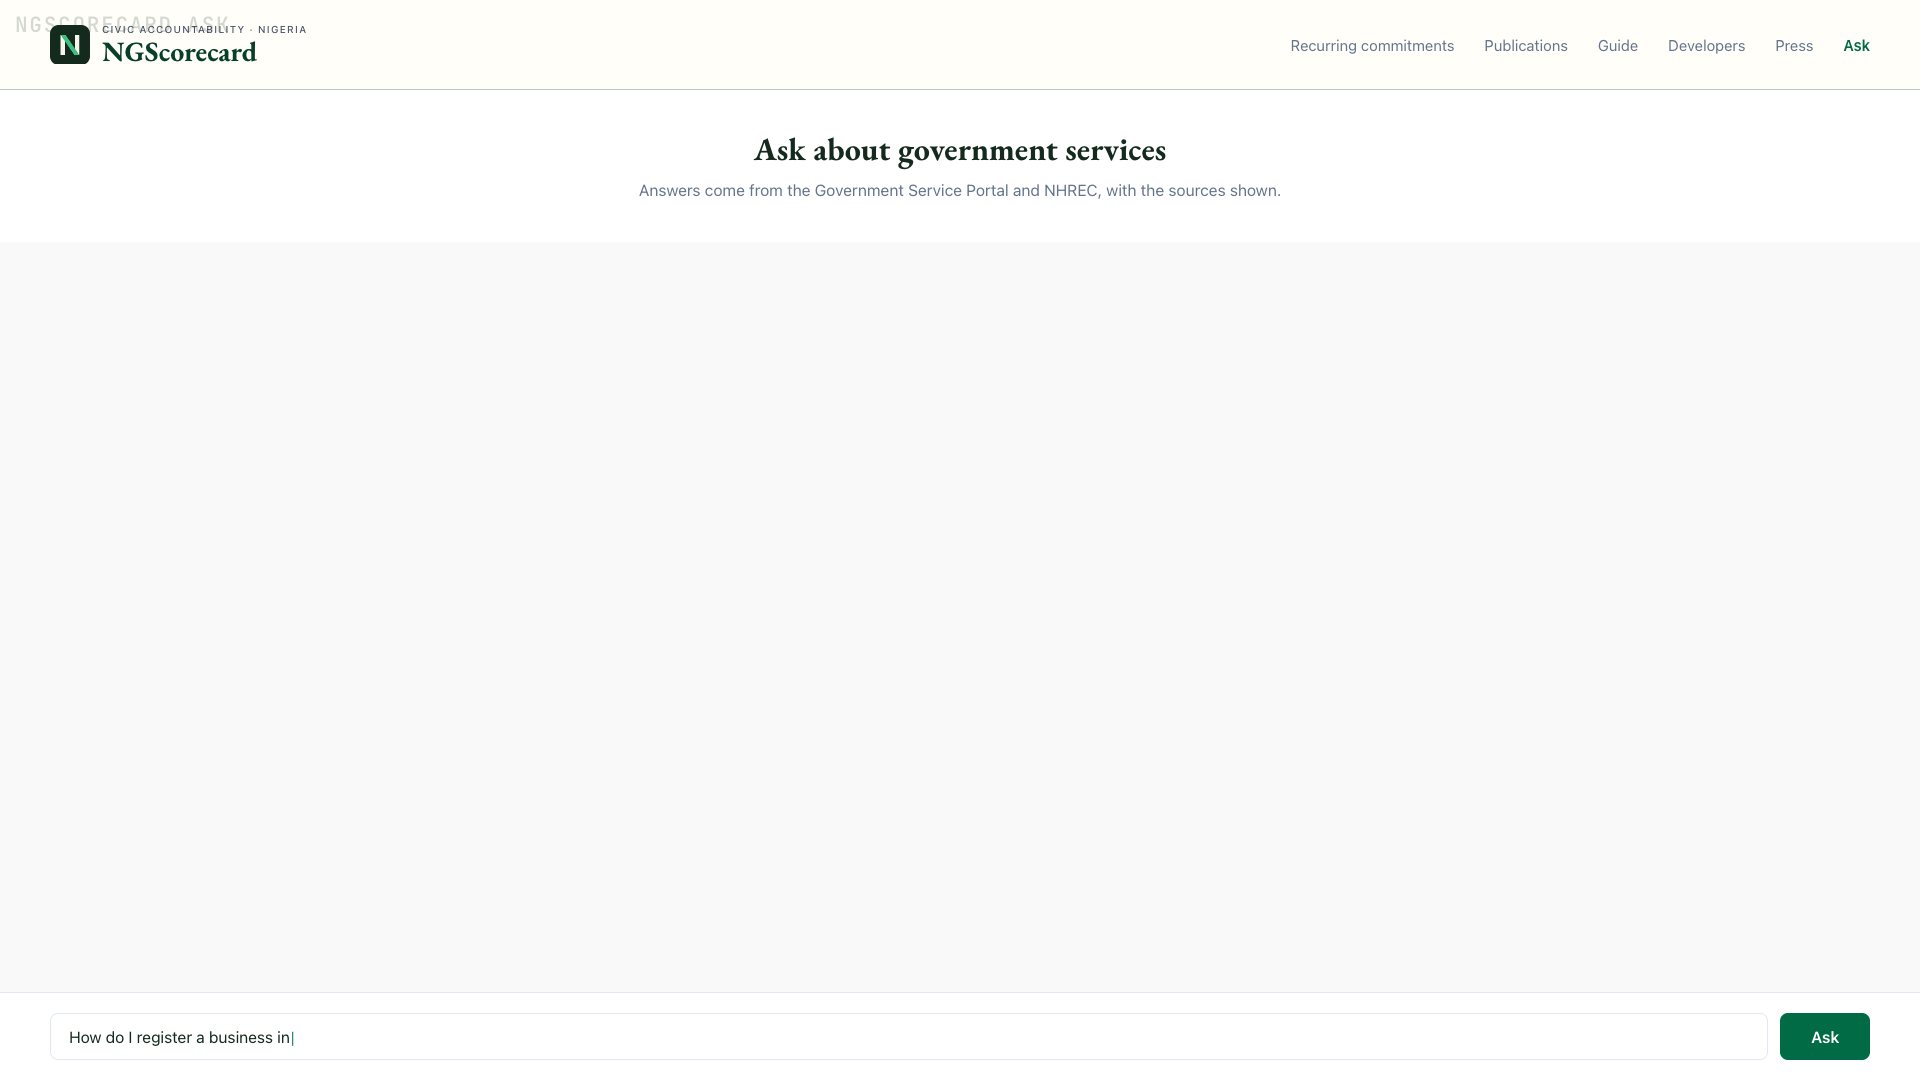 NGSCORECARD ASK
CIVIC ACCOUNTABILITY · NIGERIA
N
NGScorecard
Recurring commitments
Publications
Guide
Developers
Press
Ask
Ask about government services
Answers come from the Government Service Portal and NHREC, with the sources shown.
How do I register a business in
Ask